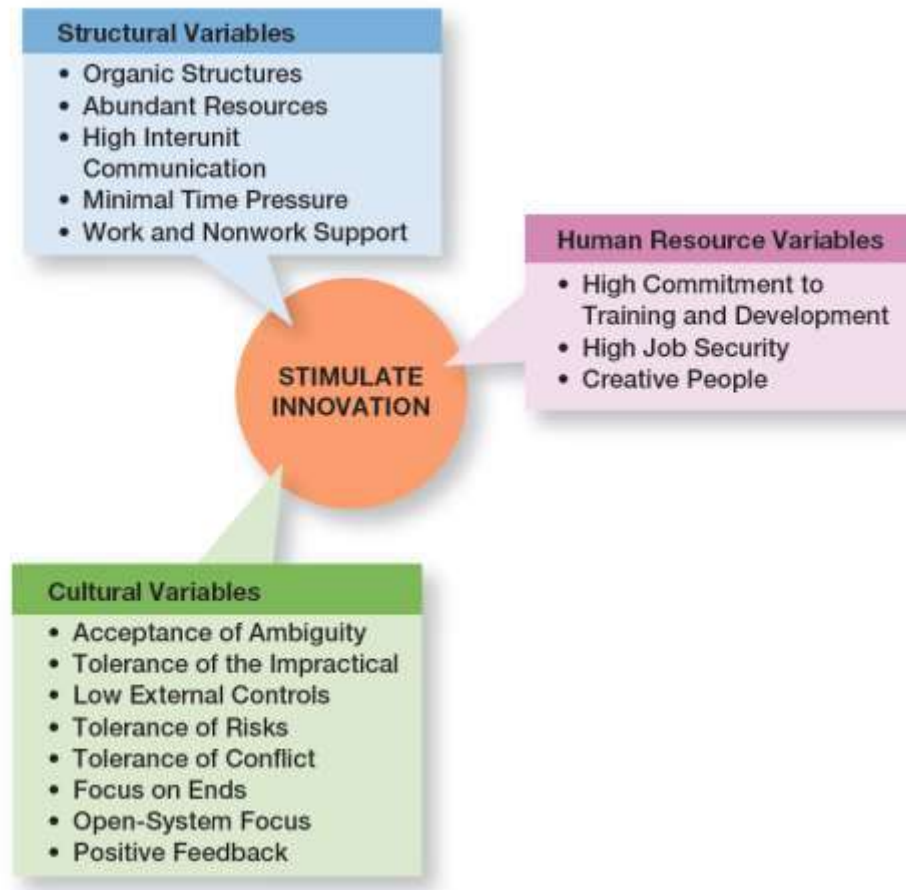 Structural Variables
• Organic Structures
• Abundant Resources
• High Interunit
Communication
• Minimal Time Pressure
• Work and Nonwork Support
Human Resource Variables
• High Commitment to
Training and Development
• High Job Security
• Creative People
STIMULATE
INNOVATION
Cultural Variables
• Acceptance of Ambiguity
• Tolerance of the Impractical
• Low External Controls
• Tolerance of Risks
• Tolerance of Conflict
• Focus on Ends
• Open-System Focus
• Positive Feedback